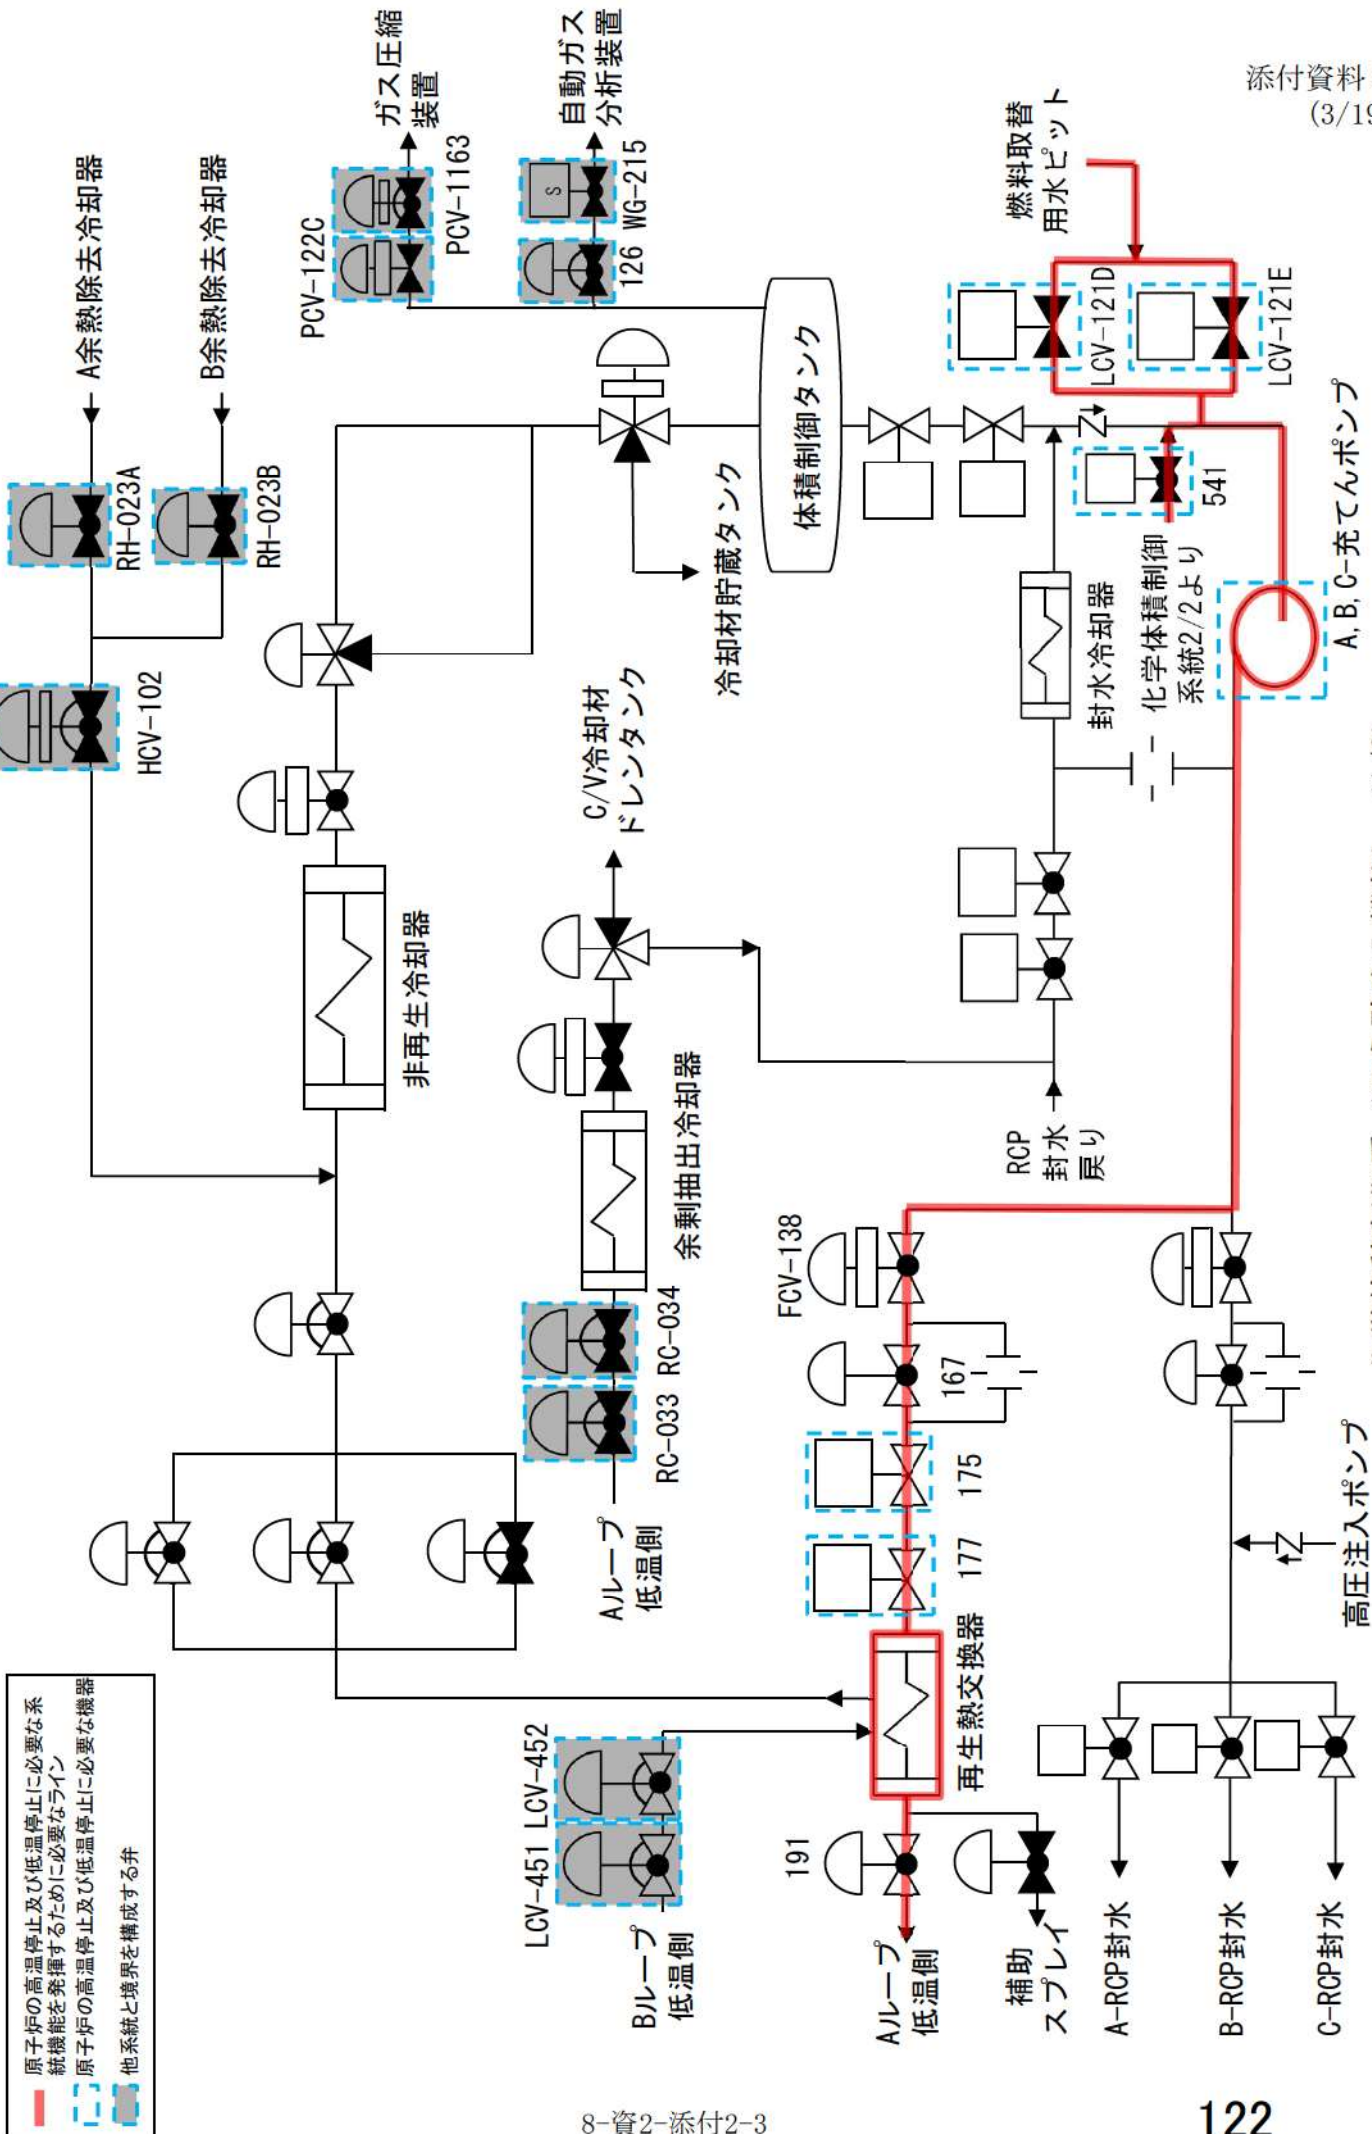 添付資料
(3/19
原子炉の高温停止及び低温停止に必要な系
統機能を発揮するために必要なライン
原子炉の高温停止及び低温停止に必要な機器
他系統と境界を構成する弁
A余熱除去冷却器
B余熱除去冷却器
RH-023A
RH-023B
HCV-102
ガス圧縮
装置
PCV-122C
PCV-1163
自動ガス
分析装置
S
126
WG-215
非再生冷却器
冷却材貯蔵タンク
体積制御タンク
燃料取替
用水ピット
LCV-121D
LCV-121E
541
化学体積制御
系統2/2より
A, B, C-充てんポンプ
封水冷却器
C/V冷却材
ドレンタンク
余剰抽出冷却器
RC-034
RC-033
Aループ
低温側
RCP
封水
戻り
FCV-138
167
175
177
再生熱交換器
LCV-452
LCV-451
Bループ
低温側
191
Aループ
低温側
補助
スプレイ
A-RCP封水
B-RCP封水
C-RCP封水
高圧注入ポンプ
8-資2-添付2-3
122